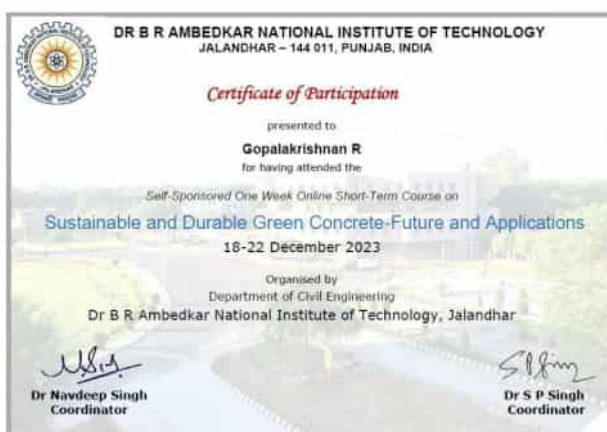 DR B R AMBEDKAR NATIONAL INSTITUTE OF TECHNOLOGY
JALANDHAR – 144 011, PUNJAB, INDIA
Certificate of Participation
presented to
Gopalakrishnan R
for having attended the
Self-Sponsored One Week Online Short-Term Course on
Sustainable and Durable Green Concrete-Future and Applications
18-22 December 2023
Organised by
Department of Civil Engineering
Dr B R Ambedkar National Institute of Technology, Jalandhar
Dr Navdeep Singh
Coordinator
Dr S P Singh
Coordinator